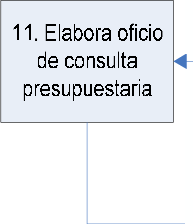 11. Elabora oficio
de consulta
presupuestaria